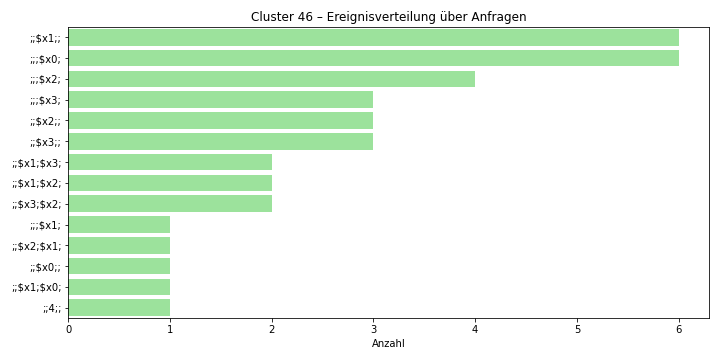 Cluster 46 – Ereignisverteilung über Anfragen
;;$x1;;
;;;$x0;
;;;$x2;
;;;$x3;
;;$x2;;
;;$x3;;
;;$x1;$x3;
;;$x1;$x2;
;;$x3;$x2;
;;;$x1;
;;$x2;$x1;
;;$x0;;
;;$x1;$x0;
;;4;;
0 1 2 3 4 5 6
Anzahl